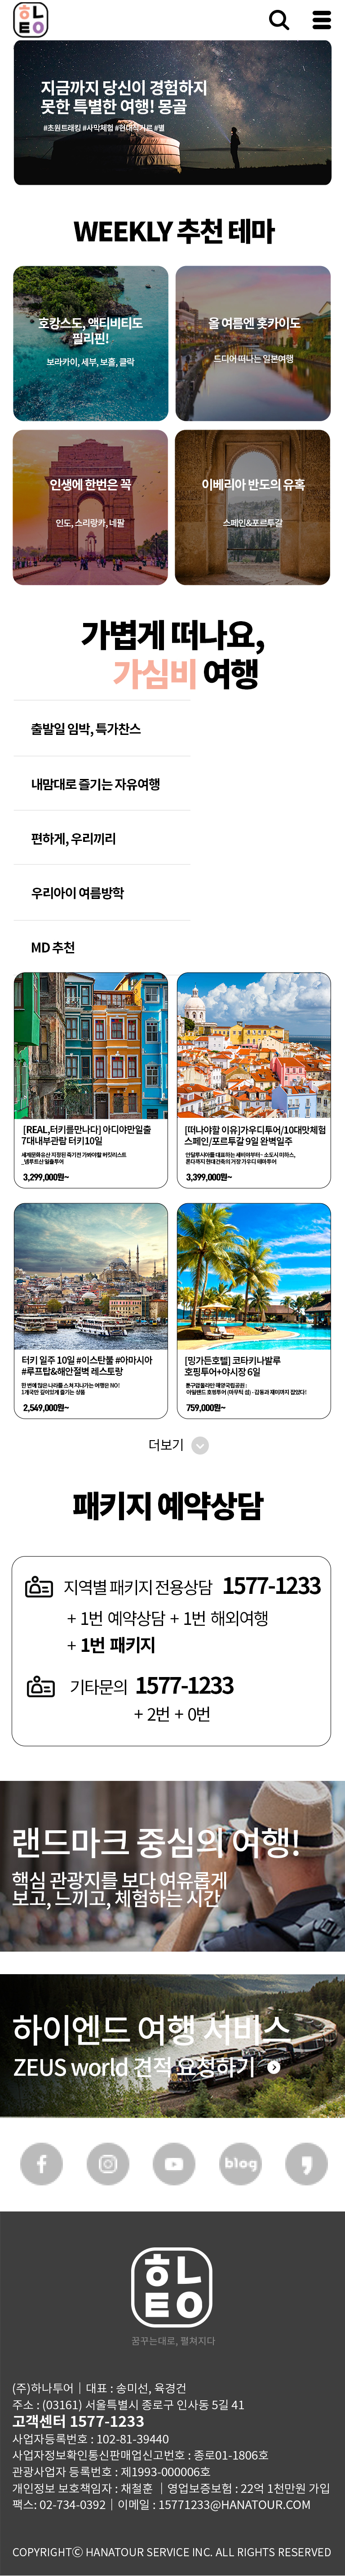 하나
투어
지금까지 당신이 경험하지
못한 특별한 여행! 몽골
#초원트래킹 #사막체험 #현대식게르 #별
WEEKLY 추천 테마
호캉스도, 액티비티도
필리핀!
보라카이, 세부, 보홀, 클락
올 여름엔 홋카이도
드디어 떠나는 일본여행
인생에 한번은 꼭
인도, 스리랑카, 네팔
이베리아 반도의 유혹
스페인&포르투갈
가볍게 떠나요,
가심비 여행
출발일 임박, 특가찬스
내맘대로 즐기는 자유여행
편하게, 우리끼리
우리아이 여름방학
MD 추천
[REAL,터키를만나다] 아디야만일출
7대내부관람 터키10일
세계문화유산 지정된 죽기전 가봐야할 버킷리스트
_넴루트산 일출투어
3,299,000원~
[떠나야할 이유]가우디투어/10대맛체험
스페인/포르투갈 9일 완벽일주
안달루시아를 대표하는 세비야부터~ 소도시 미하스,
론다까지 현대건축의 거장 가우디 테마투어
3,399,000원~
터키 일주 10일 #이스탄불 #아마시아
#루프탑&해안절벽 레스토랑
한 번에 많은 나라를 스쳐 지나가는 여행은 NO!
1개국만 깊이있게 즐기는 상품
2,549,000원~
[밍가든호텔] 코타키나발루
호핑투어+야시장 6일
툰구압둘라만 해양국립공원 :
아일랜드 호핑투어 (마무틱 섬) - 감동과 재미까지 잡았다!
759,000원~
더보기
패키지 예약상담
지역별 패키지 전용상담 1577-1233
+ 1번 예약상담 + 1번 해외여행
+ 1번 패키지
기타문의 1577-1233
+ 2번 + 0번
랜드마크 중심의 여행!
핵심 관광지를 보다 여유롭게
보고, 느끼고, 체험하는 시간
하이엔드 여행 서비스
ZEUS world 견적 요청하기
blog
하나
투어
꿈꾸는대로, 펼쳐지다
(주)하나투어ㅣ대표 : 송미선, 육경건
주소 : (03161) 서울특별시 종로구 인사동 5길 41
고객센터 1577-1233
사업자등록번호 : 102-81-39440
사업자정보확인통신판매업신고번호 : 종로01-1806호
관광사업자 등록번호 : 제1993-000006호
개인정보 보호책임자 : 채철훈 ㅣ영업보증보험 : 22억 1천만원 가입
팩스: 02-734-0392ㅣ이메일 : 15771233@HANATOUR.COM
COPYRIGHTⒸ HANATOUR SERVICE INC. ALL RIGHTS RESERVED